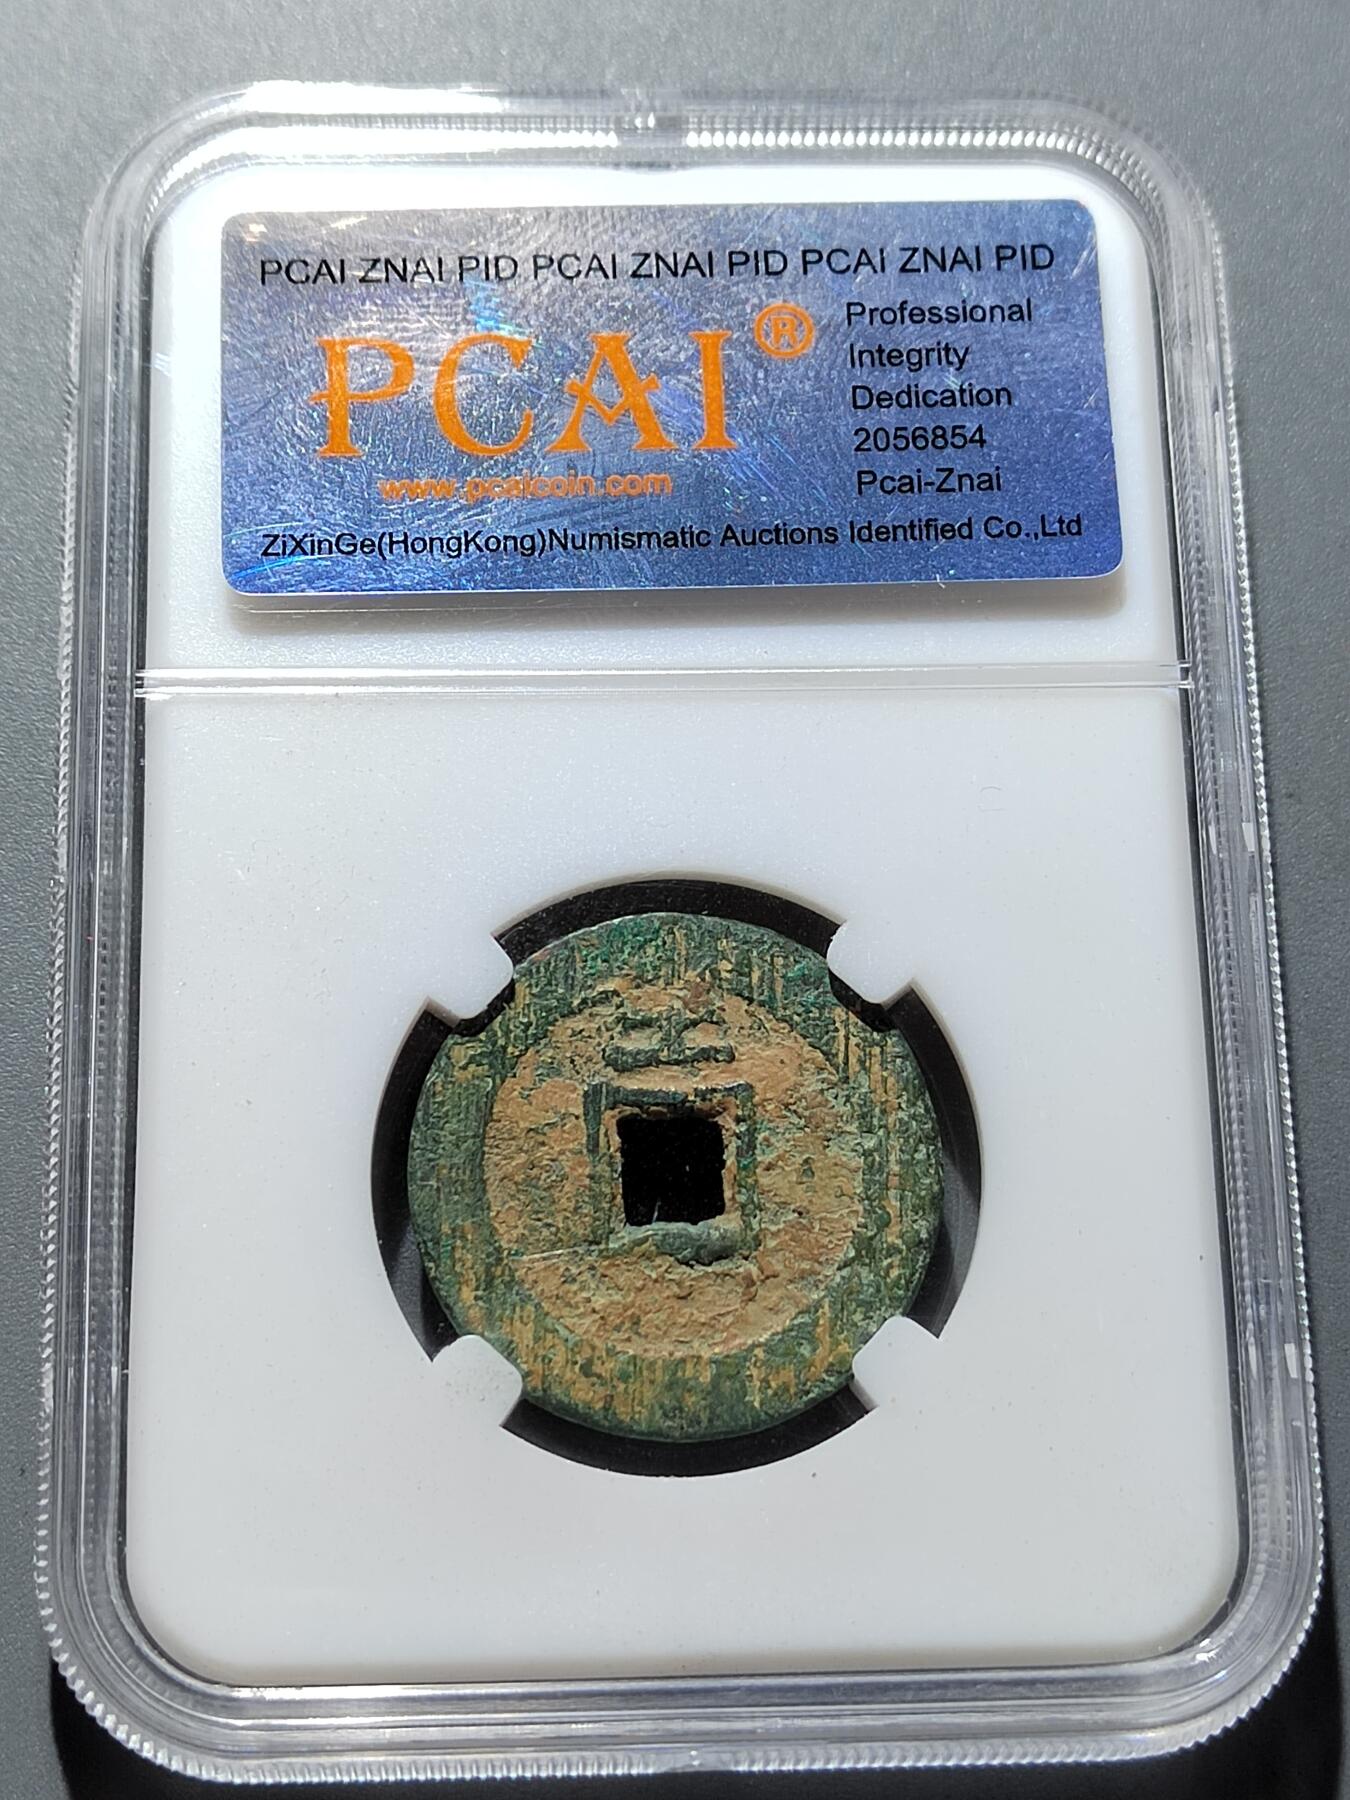 PCAI ZNAI PID PCAI ZNAI PID PCAI ZNAI PID
PCAI®
www.pcaicoin.com
Professional
Integrity
Dedication
2056854
Pcai-Znai
ZiXinGe(HongKong)Numismatic Auctions Identified Co.,Ltd